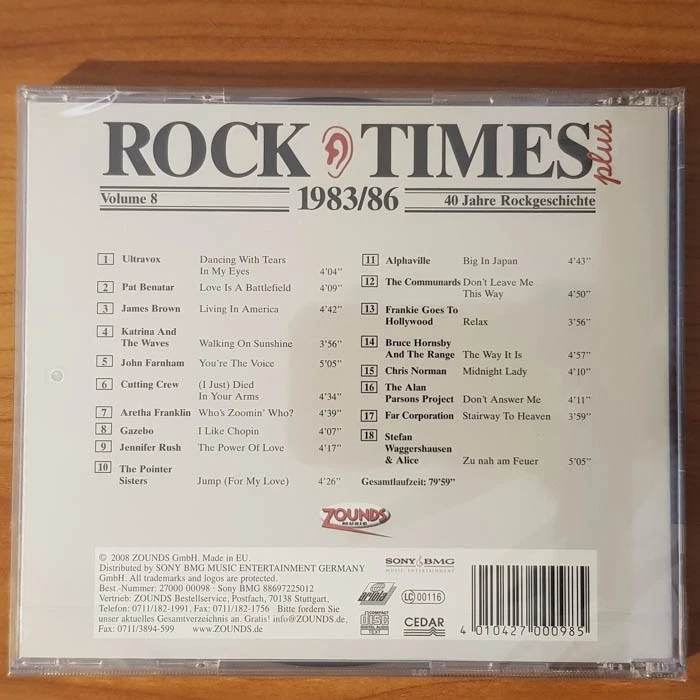 ROCK TIMES plus
Volume 8
1983/86
40 Jahre Rockgeschichte
1 Ultravox Dancing With Tears
In My Eyes 4'04"
2 Pat Benatar Love Is A Battlefield 4'09"
3 James Brown Living In America 4'42"
4 Katrina And
The Waves Walking On Sunshine 3'56"
5 John Farnham You're The Voice 5'05"
6 Cutting Crew (I Just) Died
In Your Arms 4'34"
7 Aretha Franklin Who's Zoomin' Who? 4'39"
8 Gazebo I Like Chopin 4'07"
9 Jennifer Rush The Power Of Love 4'17"
10 The Pointer
Sisters Jump (For My Love) 4'26"
11 Alphaville Big In Japan 4'43"
12 The Communards Don't Leave Me
This Way 4'50"
13 Frankie Goes To
Hollywood Relax 3'56"
14 Bruce Hornsby
And The Range The Way It Is 4'57"
15 Chris Norman Midnight Lady 4'10"
16 The Alan
Parsons Project Don't Answer Me 4'11"
17 Far Corporation Stairway To Heaven 3'59"
18 Stefan
Waggershausen
& Alice Zu nah am Feuer 5'05"
Gesamtlaufzeit: 79'59"
ZOUNDS
© 2008 ZOUNDS GmbH. Made in EU.
Distributed by SONY BMG MUSIC ENTERTAINMENT GERMANY
GmbH. All trademarks and logos are protected.
Best.-Nummer: 27000 00098 · Sony BMG 88697225012
Vertrieb: ZOUNDS Bestellservice, Postfach, 70138 Stuttgart,
Telefon: 0711/182-1991, Fax: 0711/182-1756 Bitte fordern Sie
unser aktuelles Gesamtverzeichnis an. Gratis! info@ZOUNDS.de,
Fax: 0711/3894-599 www.ZOUNDS.de
SONY BMG
MUSIC ENTERTAINMENT
ariola
LC 00116
COMPACT
disc
DIGITAL AUDIO
TEXT
CEDAR
4 010427 000985